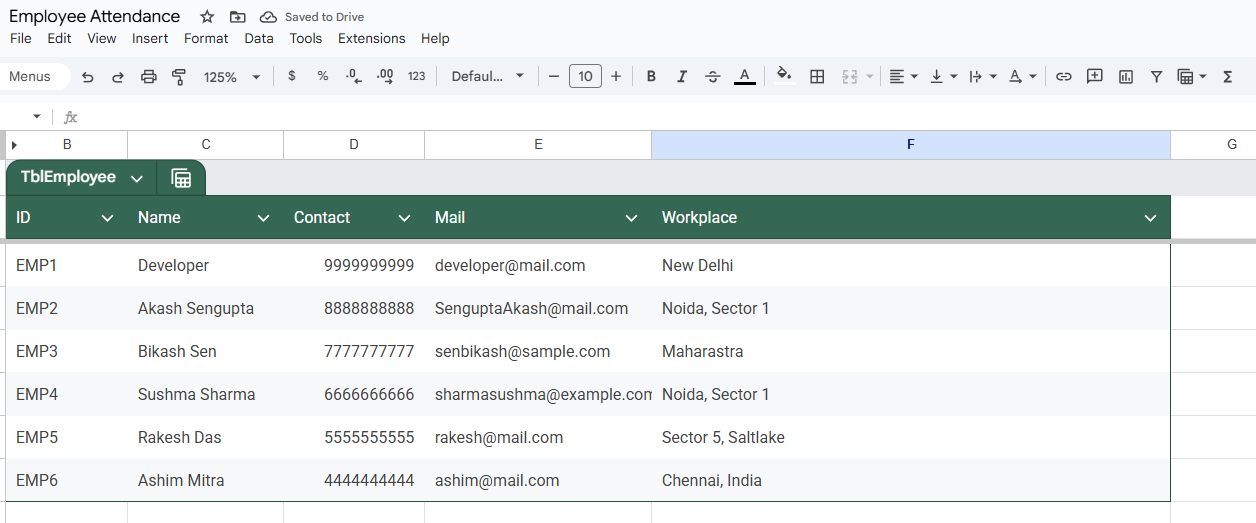 Employee Attendance Saved to Drive
File Edit View Insert Format Data Tools Extensions Help
Menus 125% $ % .0 .00 123 Defaul... 10 B I S A A Σ
fx
B C D E F G
TblEmployee
ID Name Contact Mail Workplace
EMP1 Developer 9999999999 developer@mail.com New Delhi
EMP2 Akash Sengupta 8888888888 SenguptaAkash@mail.com Noida, Sector 1
EMP3 Bikash Sen 7777777777 senbikash@sample.com Maharastra
EMP4 Sushma Sharma 6666666666 sharmasushma@example.com Noida, Sector 1
EMP5 Rakesh Das 5555555555 rakesh@mail.com Sector 5, Saltlake
EMP6 Ashim Mitra 4444444444 ashim@mail.com Chennai, India